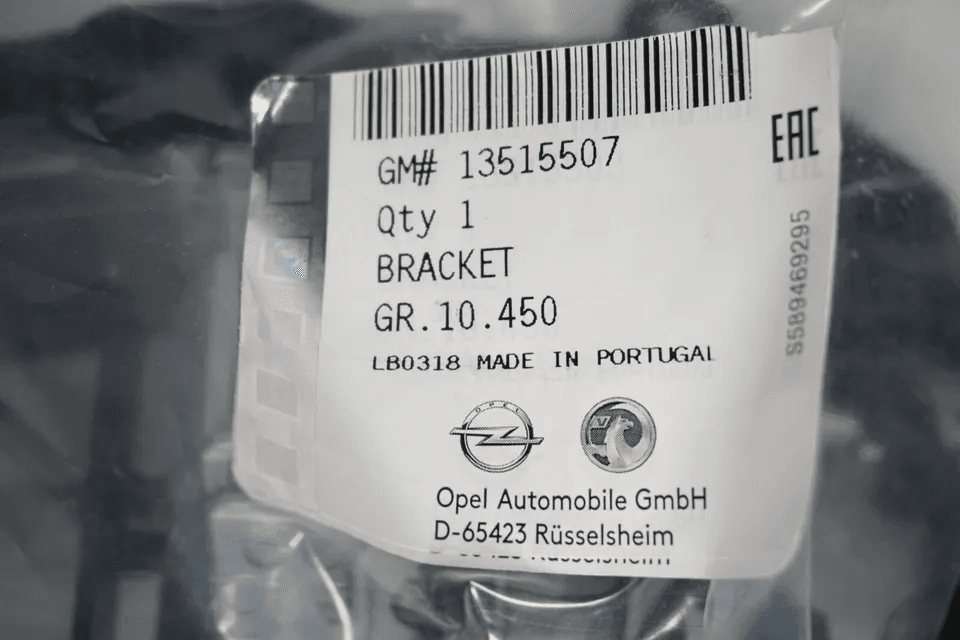 GM# 13515507
Qty 1
BRACKET
GR.10.450
LB0318 MADE IN PORTUGAL
EAC
S589469295
OPEL
Opel Automobile GmbH
D-65423 Rüsselsheim